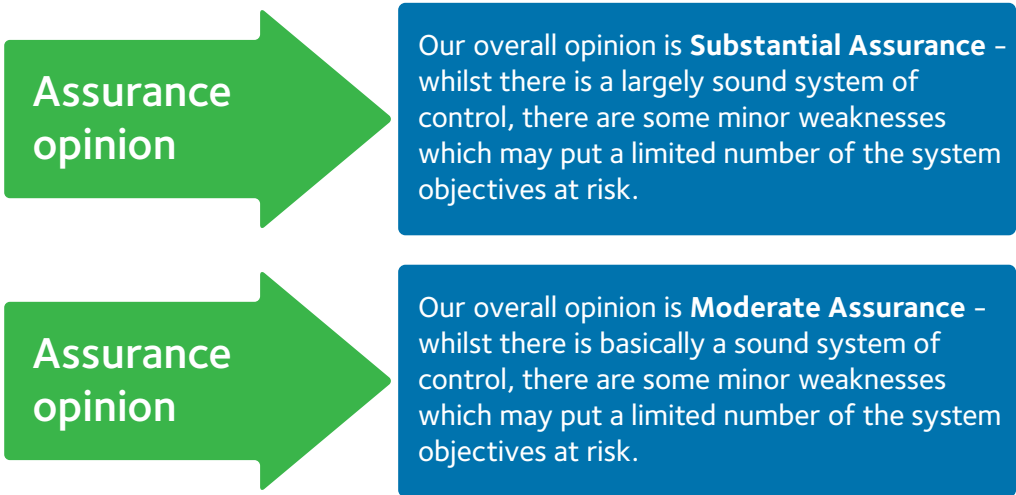 Assurance
opinion
Our overall opinion is Substantial Assurance –
whilst there is a largely sound system of
control, there are some minor weaknesses
which may put a limited number of the system
objectives at risk.
Assurance
opinion
Our overall opinion is Moderate Assurance –
whilst there is basically a sound system of
control, there are some minor weaknesses
which may put a limited number of the system
objectives at risk.